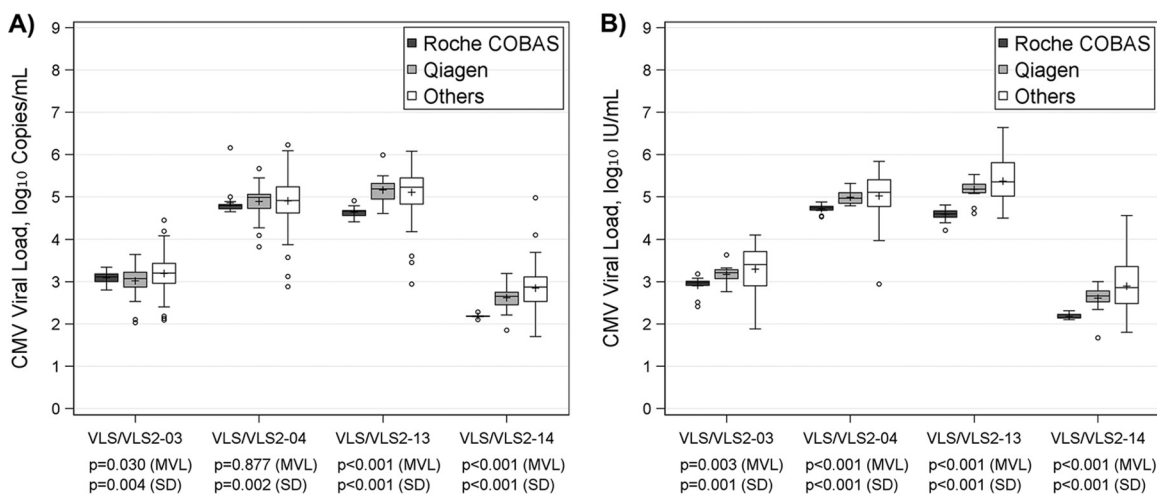 A)
CMV Viral Load, log10 Copies/mL
9
8
7
6
5
4
3
2
1
0
Roche COBAS
Qiagen
Others
VLS/VLS2-03 VLS/VLS2-04 VLS/VLS2-13 VLS/VLS2-14
p=0.030 (MVL) p=0.877 (MVL) p<0.001 (MVL) p<0.001 (MVL)
p=0.004 (SD) p=0.002 (SD) p<0.001 (SD) p<0.001 (SD)
B)
CMV Viral Load, log10 IU/mL
9
8
7
6
5
4
3
2
1
0
Roche COBAS
Qiagen
Others
VLS/VLS2-03 VLS/VLS2-04 VLS/VLS2-13 VLS/VLS2-14
p=0.003 (MVL) p<0.001 (MVL) p<0.001 (MVL) p<0.001 (MVL)
p=0.001 (SD) p<0.001 (SD) p<0.001 (SD) p<0.001 (SD)